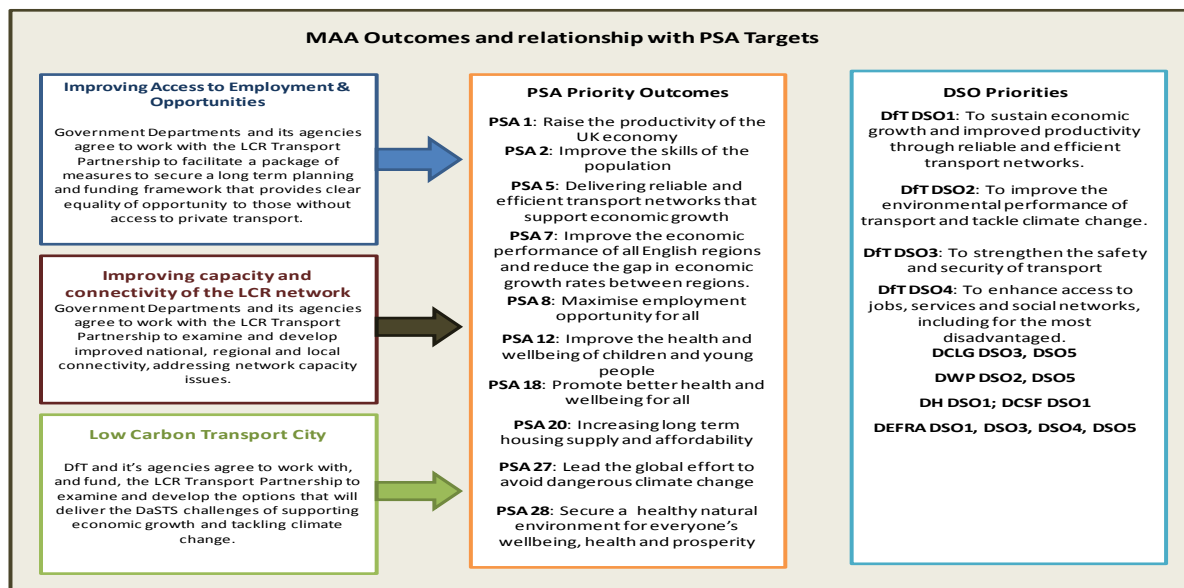 MAA Outcomes and relationship with PSA Targets
Improving Access to Employment &
Opportunities
Government Departments and its agencies
agree to work with the LCR Transport
Partnership to facilitate a package of
measures to secure a long term planning
and funding framework that provides clear
equality of opportunity to those without
access to private transport.
Improving capacity and
connectivity of the LCR network
Government Departments and its agencies
agree to work with the LCR Transport
Partnership to examine and develop
improved national, regional and local
connectivity, addressing network capacity
issues.
Low Carbon Transport City
DfT and it's agencies agree to work with,
and fund, the LCR Transport Partnership to
examine and develop the options that will
deliver the DaSTS challenges of supporting
economic growth and tackling climate
change.
PSA Priority Outcomes
PSA 1: Raise the productivity of the
UK economy
PSA 2: Improve the skills of the
population
PSA 5: Delivering reliable and
efficient transport networks that
support economic growth
PSA 7: Improve the economic
performance of all English regions
and reduce the gap in economic
growth rates between regions.
PSA 8: Maximise employment
opportunity for all
PSA 12: Improve the health and
wellbeing of children and young
people
PSA 18: Promote better health and
wellbeing for all
PSA 20: Increasing long term
housing supply and affordability
PSA 27: Lead the global effort to
avoid dangerous climate change
PSA 28: Secure a healthy natural
environment for everyone's
wellbeing, health and prosperity
DSO Priorities
DfT DSO1: To sustain economic
growth and improved productivity
through reliable and efficient
transport networks.
DfT DSO2: To improve the
environmental performance of
transport and tackle climate change.
DfT DSO3: To strengthen the safety
and security of transport
DfT DSO4: To enhance access to
jobs, services and social networks,
including for the most
disadvantaged.
DCLG DSO3, DSO5
DWP DSO2, DSO5
DH DSO1; DCSF DSO1
DEFRA DSO1, DSO3, DSO4, DSO5